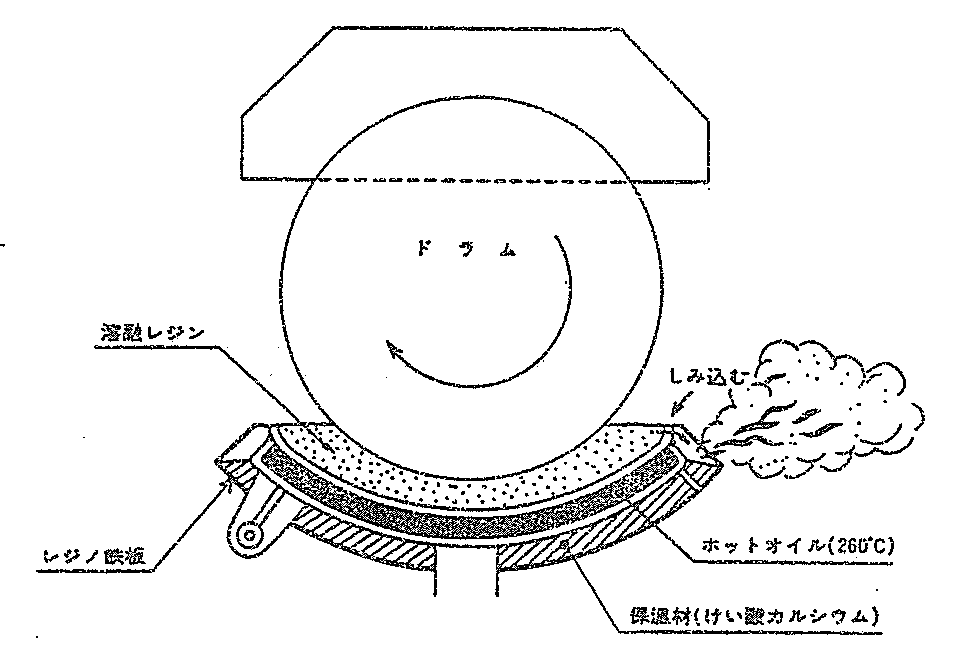 ドラム
溶融レジン
しみ込む
レジノ鉄板
ホットオイル(260℃)
保温材(けい酸カルシウム)